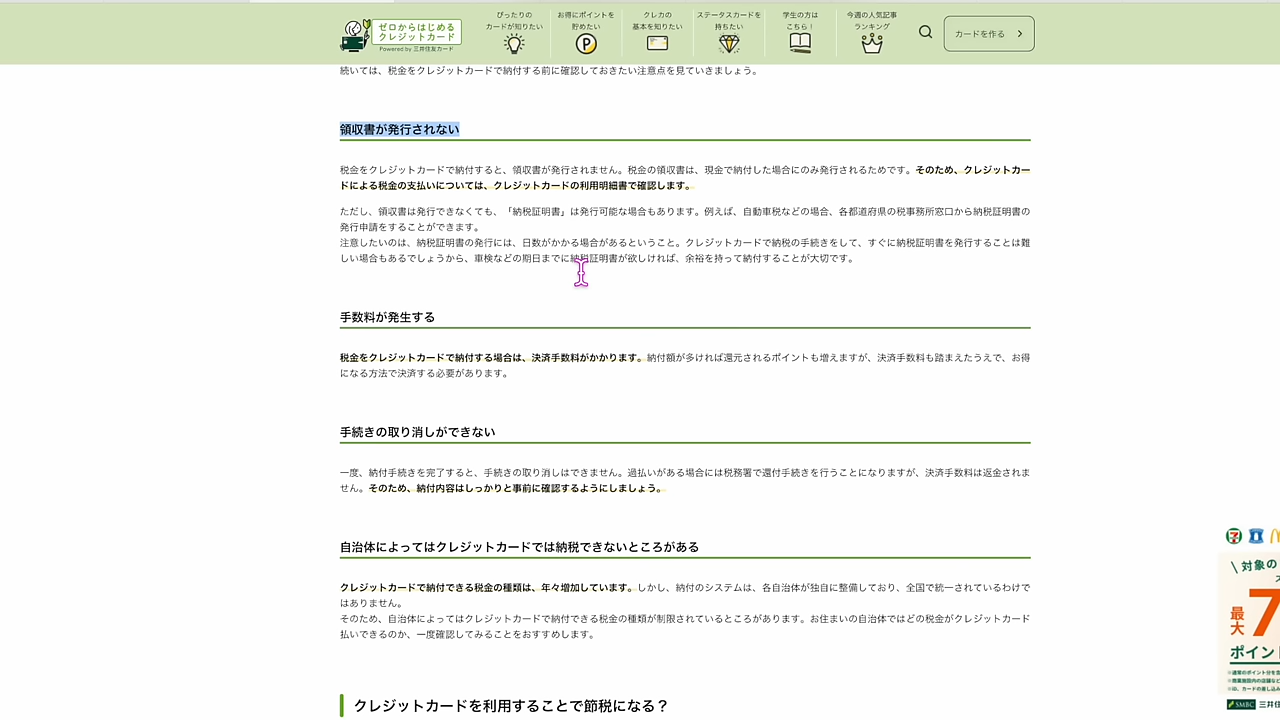 ゼロからはじめる
クレジットカード
Powered by 三井住友カード
ぴったりの
カードが知りたい
お得にポイントを
貯めたい
クレカの
基本を知りたい
ステータスカードを
持ちたい
学生の方は
こちら!
今週の人気記事
ランキング
カードを作る
続いては、税金をクレジットカードで納付する前に確認しておきたい注意点を見ていきましょう。
領収書が発行されない
税金をクレジットカードで納付すると、領収書が発行されません。税金の領収書は、現金で納付した場合にのみ発行されるためです。そのため、クレジットカー
ドによる税金の支払いについては、クレジットカードの利用明細書で確認します。
ただし、領収書は発行できなくても、「納税証明書」は発行可能な場合もあります。例えば、自動車税などの場合、各都道府県の税事務所窓口から納税証明書の
発行申請をすることができます。
注意したいのは、納税証明書の発行には、日数がかかる場合があるということ。クレジットカードで納税の手続きをして、すぐに納税証明書を発行することは難
しい場合もあるでしょうから、車検などの期日までに納税証明書が欲しければ、余裕を持って納付することが大切です。
手数料が発生する
税金をクレジットカードで納付する場合は、決済手数料がかかります。納付額が多ければ還元されるポイントも増えますが、決済手数料も踏まえたうえで、お得
になる方法で決済する必要があります。
手続きの取り消しができない
一度、納付手続きを完了すると、手続きの取り消しはできません。過払いがある場合には税務署で還付手続きを行うことになりますが、決済手数料は返金されま
せん。そのため、納付内容はしっかりと事前に確認するようにしましょう。
自治体によってはクレジットカードでは納税できないところがある
クレジットカードで納付できる税金の種類は、年々増加しています。しかし、納付のシステムは、各自治体が独自に整備しており、全国で統一されているわけで
はありません。
そのため、自治体によってはクレジットカードで納付できる税金の種類が制限されているところがあります。お住まいの自治体ではどの税金がクレジットカード
払いできるのか、一度確認してみることをおすすめします。
対象の
最大7
ポイン
SMBC 三井住
クレジットカードを利用することで節税になる?